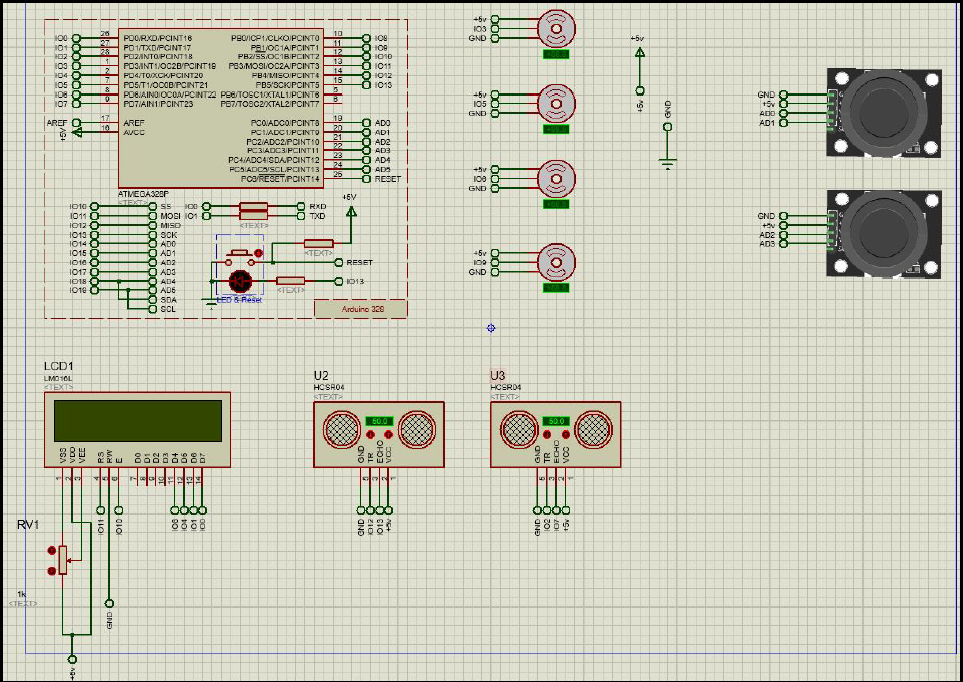 IO0 26 PD0/RXD/PCINT16 PB0/ICP1/CLKO/PCINT0 10 IO8
IO1 27 PD1/TXD/PCINT17 PB1/OC1A/PCINT1 11 IO9
IO2 28 PD2/INT0/PCINT18 PB2/SS/OC1B/PCINT2 12 IO10
IO3 1 PD3/INT1/OC2B/PCINT19 PB3/MOSI/OC2A/PCINT3 13 IO11
IO4 2 PD4/T0/XCK/PCINT20 PB4/MISO/PCINT4 14 IO12
IO5 7 PD5/T1/OC0B/PCINT21 PB5/SCK/PCINT5 15 IO13
IO6 8 PD6/AIN0/OC0A/PCINT22 PB6/TOSC1/XTAL1/PCINT6 5
IO7 9 PD7/AIN1/PCINT23 PB7/TOSC2/XTAL2/PCINT7 6
AREF 17 AREF PC0/ADC0/PCINT8 19 AD0
+5V 16 AVCC PC1/ADC1/PCINT9 20 AD1
PC2/ADC2/PCINT10 21 AD2
PC3/ADC3/PCINT11 22 AD3
PC4/ADC4/SDA/PCINT12 23 AD4
PC5/ADC5/SCL/PCINT13 24 AD5
PC6/RESET/PCINT14 25 RESET
ATMEGA328P
<TEXT>
IO10 SS IO0 RXD
IO11 MOSI IO1 TXD
IO12 MISO <TEXT>
IO13 SCK
IO14 AD0
IO15 AD1
IO16 AD2
IO17 AD3
IO18 AD4
IO19 AD5
SDA
SCL
+5V
<TEXT>
RESET
IO13
<TEXT>
LED & Reset
Arduino 328
+5v
IO3
GND
+5v
IO5
GND
+5v
IO6
GND
+5v
IO9
GND
+5v
+5v
GND
GND
+5v
AD0
AD1
GND
+5v
AD2
AD3
LCD1
LM016L
<TEXT>
VSS VDD VEE RS RW E D0 D1 D2 D3 D4 D5 D6 D7
1 2 3 4 5 6 7 8 9 10 11 12 13 14
IO11 IO10
RV1
1k
<TEXT>
GND
+5v
U2
HCSR04
<TEXT>
50.0
GND TR ECHO VCC
GND IO12 IO13 +5v
U3
HCSR04
<TEXT>
50.0
GND TR ECHO VCC
GND IO2 IO7 +5v